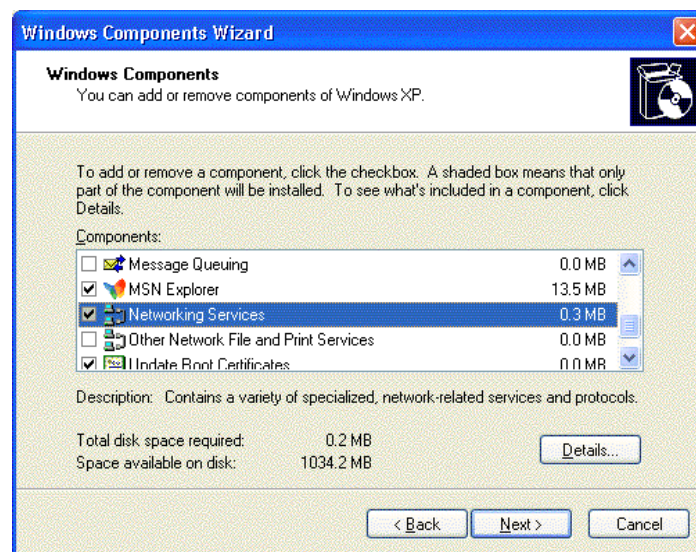 Windows Components Wizard
Windows Components
You can add or remove components of Windows XP.
To add or remove a component, click the checkbox. A shaded box means that only
part of the component will be installed. To see what's included in a component, click
Details.
Components:
Message Queuing 0.0 MB
MSN Explorer 13.5 MB
Networking Services 0.3 MB
Other Network File and Print Services 0.0 MB
Update Root Certificates 0.0 MB
Description: Contains a variety of specialized, network-related services and protocols.
Total disk space required: 0.2 MB
Space available on disk: 1034.2 MB
Details...
< Back Next > Cancel